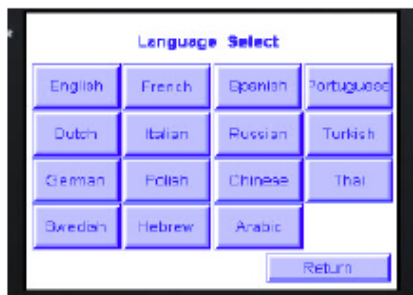 Language Select
English French Spanish Portuguese
Dutch Italian Russian Turkish
German Polish Chinese Thai
Swedish Hebrew Arabic
Return